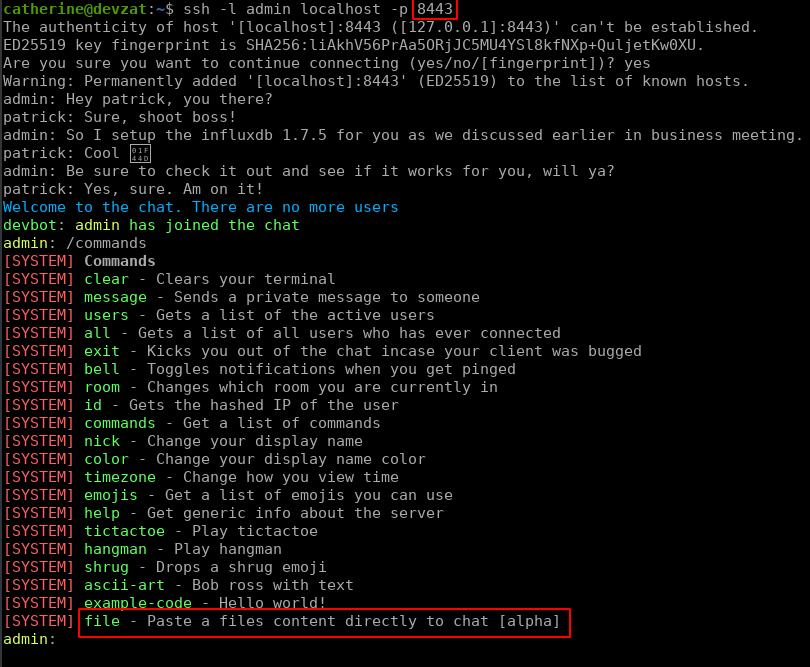 catherine@devzat:~$ ssh -l admin localhost -p 8443
The authenticity of host '[localhost]:8443 ([127.0.0.1]:8443)' can't be established.
ED25519 key fingerprint is SHA256:liAkhV56PrAa5ORjJC5MU4YSl8kfNXp+QuljetKw0XU.
Are you sure you want to continue connecting (yes/no/[fingerprint])? yes
Warning: Permanently added '[localhost]:8443' (ED25519) to the list of known hosts.
admin: Hey patrick, you there?
patrick: Sure, shoot boss!
admin: So I setup the influxdb 1.7.5 for you as we discussed earlier in business meeting.
patrick: Cool 👍
admin: Be sure to check it out and see if it works for you, will ya?
patrick: Yes, sure. Am on it!
Welcome to the chat. There are no more users
devbot: admin has joined the chat
admin: /commands
[SYSTEM] Commands
[SYSTEM] clear - Clears your terminal
[SYSTEM] message - Sends a private message to someone
[SYSTEM] users - Gets a list of the active users
[SYSTEM] all - Gets a list of all users who has ever connected
[SYSTEM] exit - Kicks you out of the chat incase your client was bugged
[SYSTEM] bell - Toggles notifications when you get pinged
[SYSTEM] room - Changes which room you are currently in
[SYSTEM] id - Gets the hashed IP of the user
[SYSTEM] commands - Get a list of commands
[SYSTEM] nick - Change your display name
[SYSTEM] color - Change your display name color
[SYSTEM] timezone - Change how you view time
[SYSTEM] emojis - Get a list of emojis you can use
[SYSTEM] help - Get generic info about the server
[SYSTEM] tictactoe - Play tictactoe
[SYSTEM] hangman - Play hangman
[SYSTEM] shrug - Drops a shrug emoji
[SYSTEM] ascii-art - Bob ross with text
[SYSTEM] example-code - Hello world!
[SYSTEM] file - Paste a files content directly to chat [alpha]
admin: